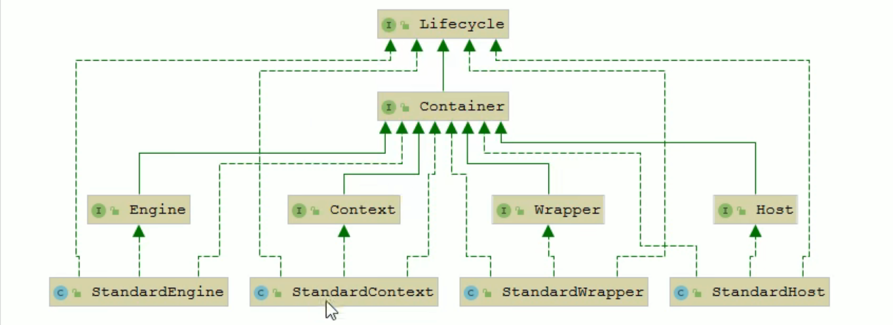 I Lifecycle
I Container
I Engine
I Context
I Wrapper
I Host
C StandardEngine
C StandardContext
C StandardWrapper
C StandardHost